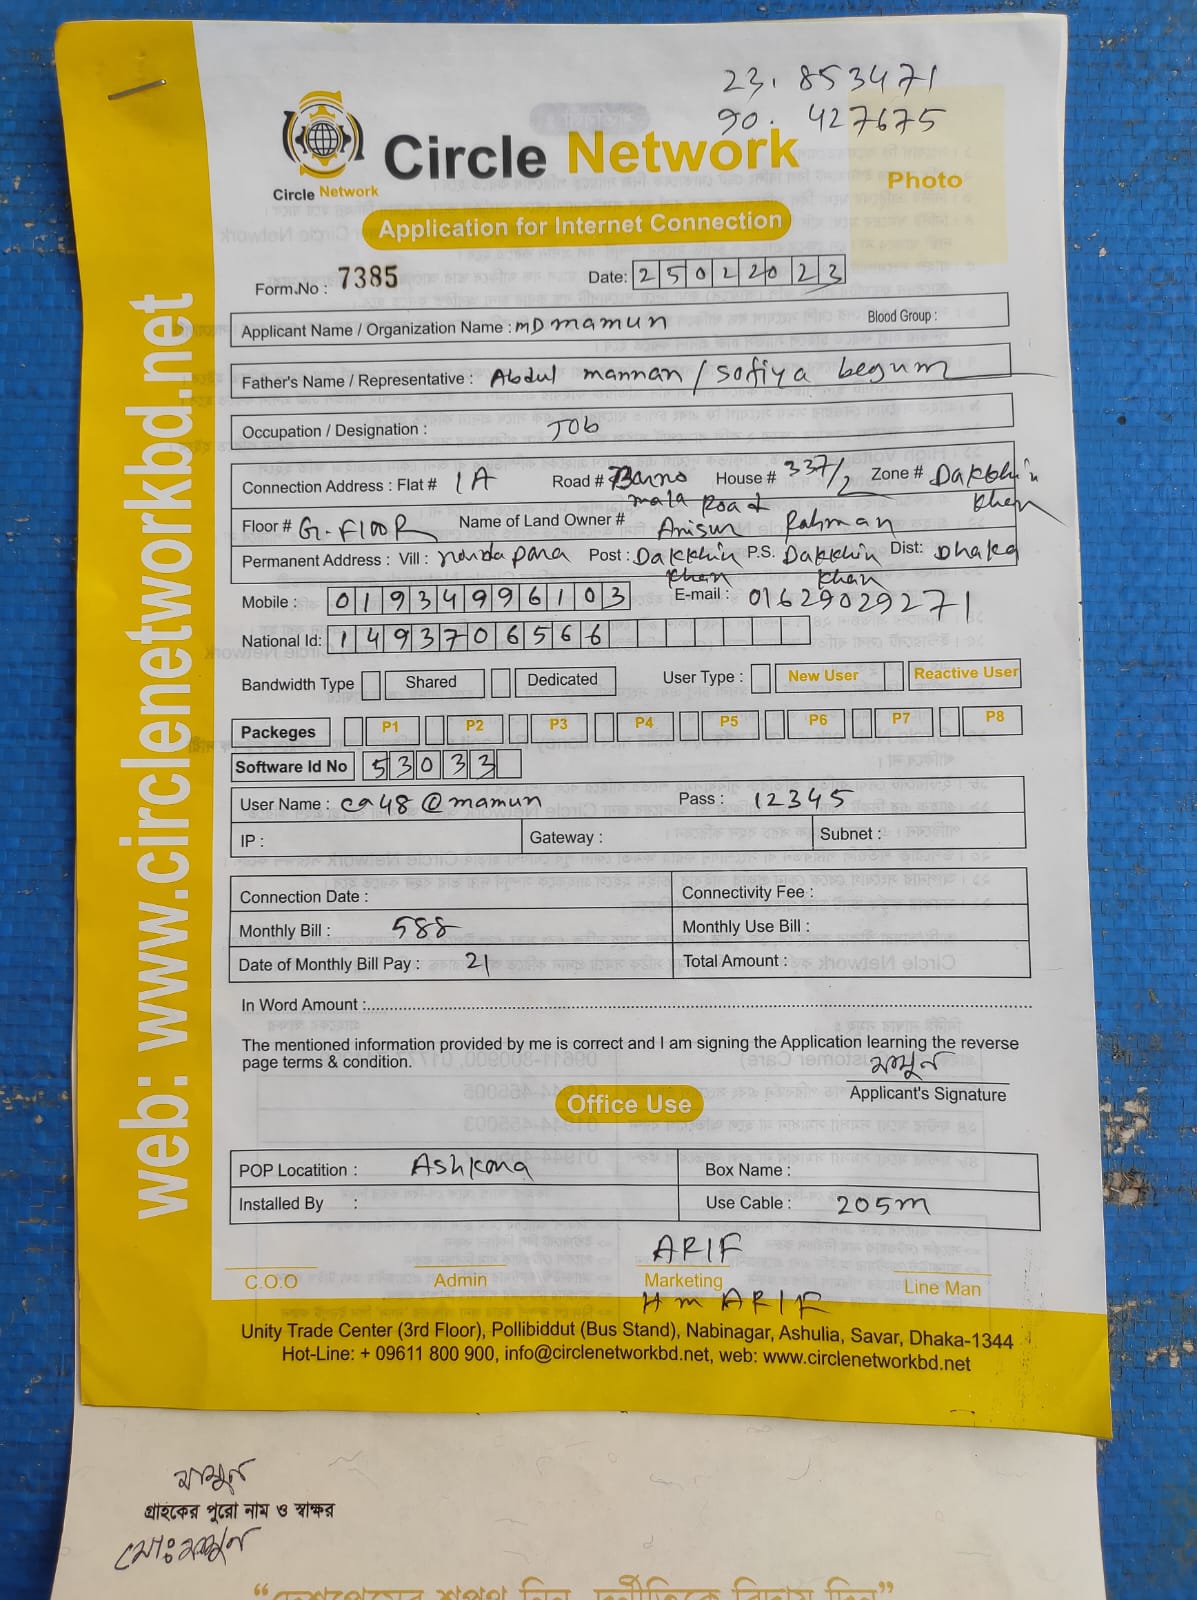 23. 853471
90. 427675
Circle Network
Circle Network
Photo
Application for Internet Connection
Form.No : 7385
Date: 25022023
Applicant Name / Organization Name : MD mamun Blood Group :
Father's Name / Representative : Abdul mannan / Sofiya begum
Occupation / Designation : JOb
Connection Address : Flat # 1A Road # Barno mala Road House # 337/2 Zone # Dakkhin Khan
Floor # G-FlooR Name of Land Owner # Anisur Rahman
Permanent Address : Vill : nonda para Post : Dakkhin Khan P.S. Dakkhin Khan Dist: Dhaka
Mobile : 01934996103 E-mail : 01629029271
National Id: 1493706566
Bandwidth Type Shared Dedicated User Type : New User Reactive User
Packeges P1 P2 P3 P4 P5 P6 P7 P8
Software Id No 53033
User Name : ca48@mamun Pass : 12345
IP : Gateway : Subnet :
Connection Date : Connectivity Fee :
Monthly Bill : 588 Monthly Use Bill :
Date of Monthly Bill Pay : 21 Total Amount :
In Word Amount :
The mentioned information provided by me is correct and I am signing the Application learning the reverse
page terms & condition.
মামুন
Applicant's Signature
Office Use
POP Locatition : Ashkona Box Name :
Installed By : Use Cable : 205m
ARIF
C.O.O Admin Marketing Line Man
H m ARIF
Unity Trade Center (3rd Floor), Pollibiddut (Bus Stand), Nabinagar, Ashulia, Savar, Dhaka-1344
Hot-Line: + 09611 800 900, info@circlenetworkbd.net, web: www.circlenetworkbd.net
web: www.circlenetworkbd.net
মামুন
গ্রাহকের পুরো নাম ও স্বাক্ষর
মোঃ মামুন
“দেশপ্রেমের শপথ নিন, দুর্নীতিকে বিদায় দিন”